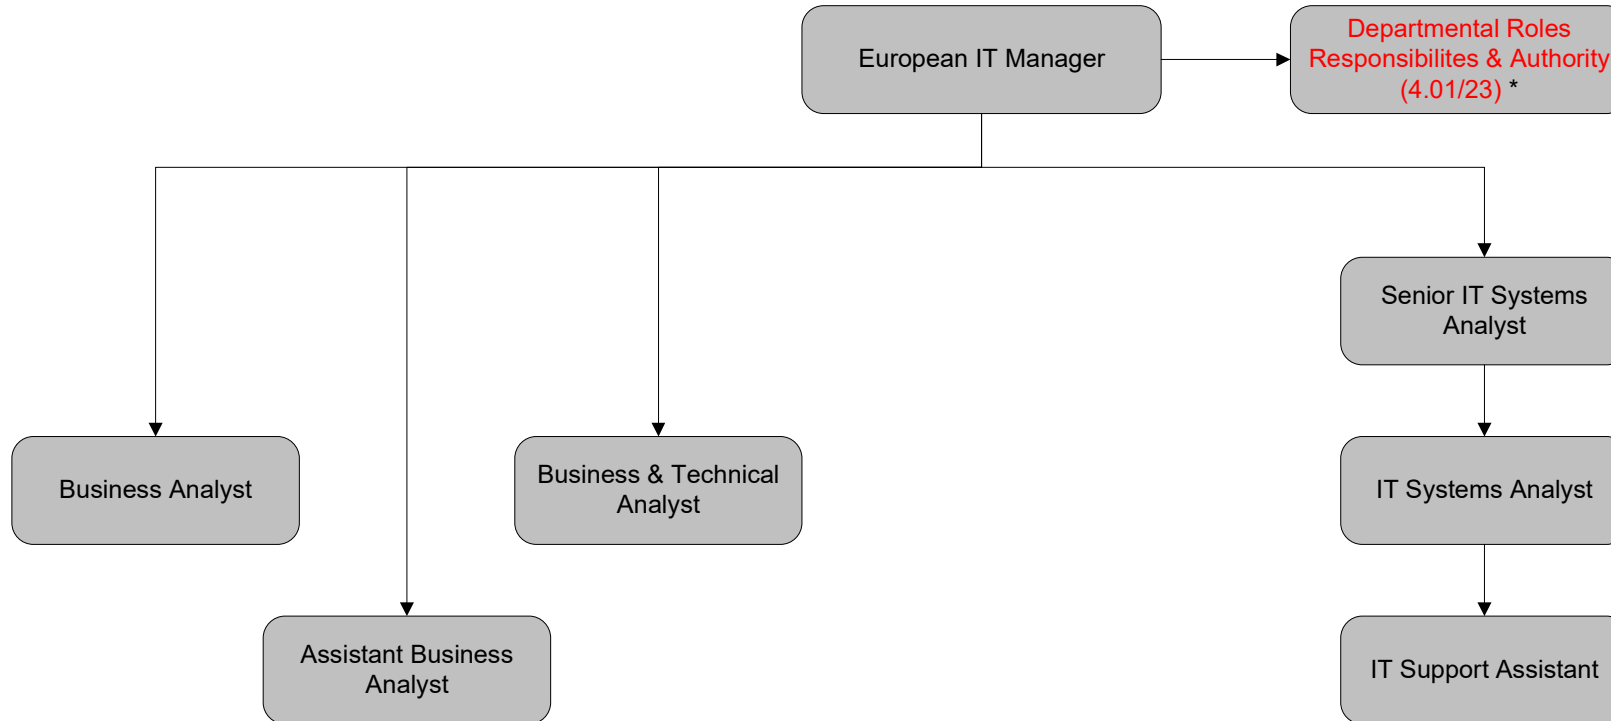 European IT Manager
Departmental Roles
Responsibilites & Authority
(4.01/23) *
Senior IT Systems
Analyst
Business Analyst
Business & Technical
Analyst
IT Systems Analyst
Assistant Business
Analyst
IT Support Assistant